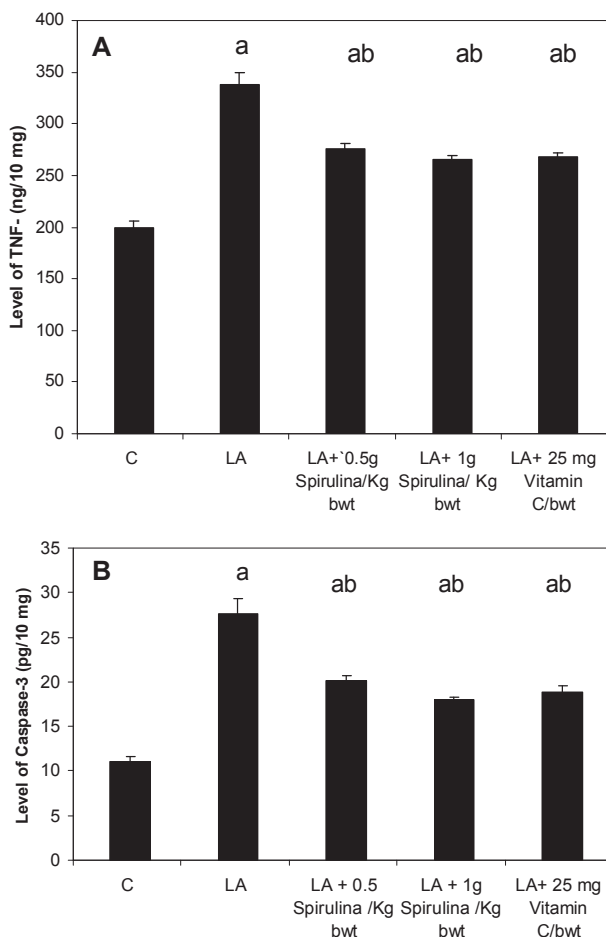 A
Level of TNF- (ng/10 mg)
400
350
300
250
200
150
100
50
0
a
ab
ab
ab
C
LA
LA+`0.5g
Spirulina/Kg
bwt
LA+ 1g
Spirulina/ Kg
bwt
LA+ 25 mg
Vitamin
C/bwt
B
Level of Caspase-3 (pg/10 mg)
35
30
25
20
15
10
5
0
a
ab
ab
ab
C
LA
LA + 0.5
Spirulina /Kg
bwt
LA + 1g
Spirulina /Kg
bwt
LA+ 25 mg
Vitamin
C/bwt